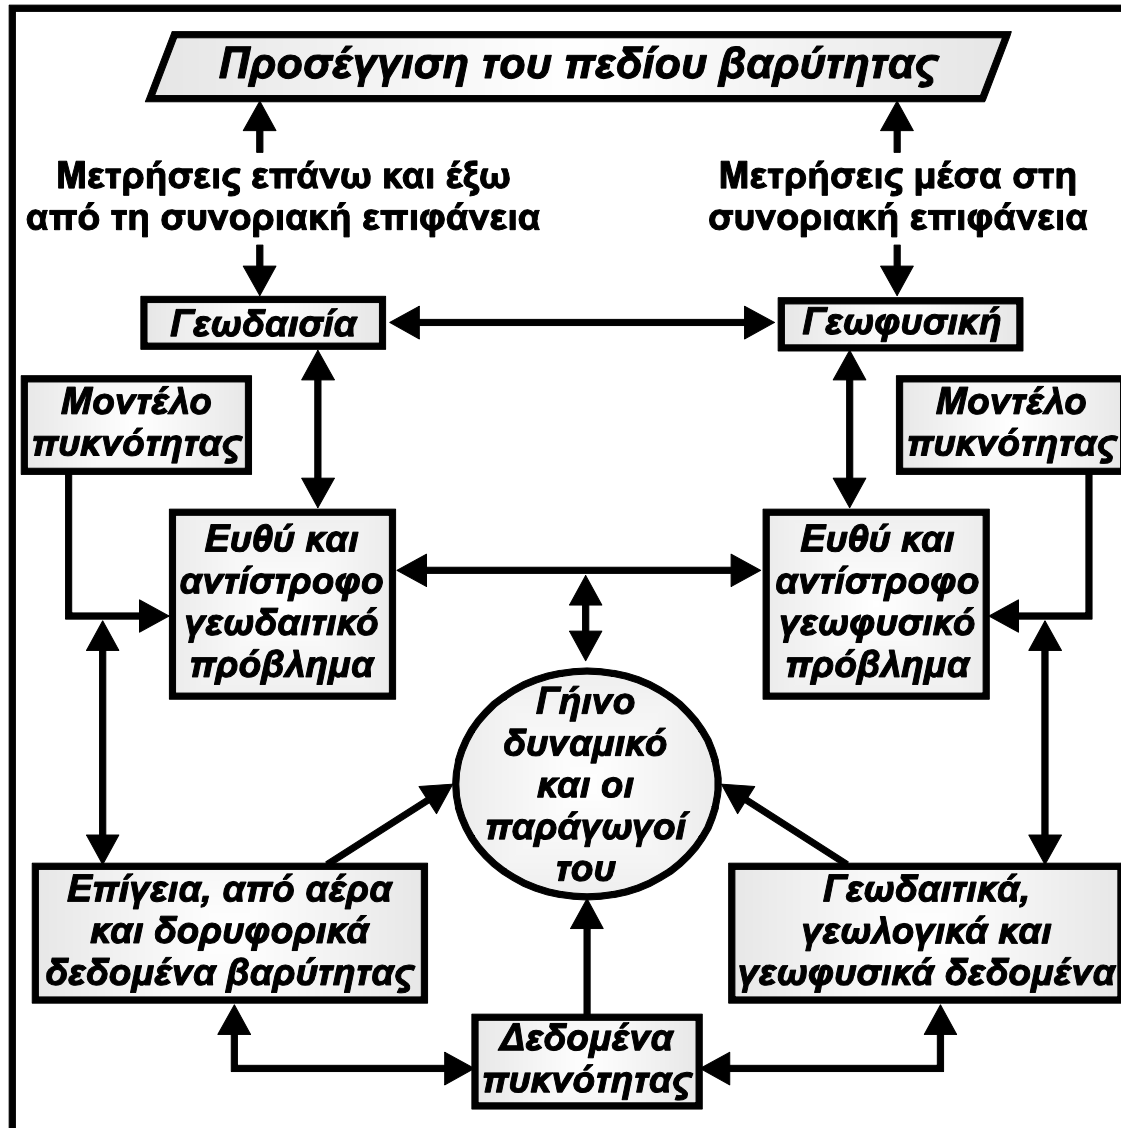 Προσέγγιση του πεδίου βαρύτητας
Μετρήσεις επάνω και έξω
από τη συνοριακή επιφάνεια
Μετρήσεις μέσα στη
συνοριακή επιφάνεια
Γεωδαισία
Γεωφυσική
Μοντέλο
πυκνότητας
Μοντέλο
πυκνότητας
Ευθύ και
αντίστροφο
γεωδαιτικό
πρόβλημα
Ευθύ και
αντίστροφο
γεωφυσικό
πρόβλημα
Γήινο
δυναμικό
και οι
παράγωγοί
του
Επίγεια, από αέρα
και δορυφορικά
δεδομένα βαρύτητας
Γεωδαιτικά,
γεωλογικά και
γεωφυσικά δεδομένα
Δεδομένα
πυκνότητας